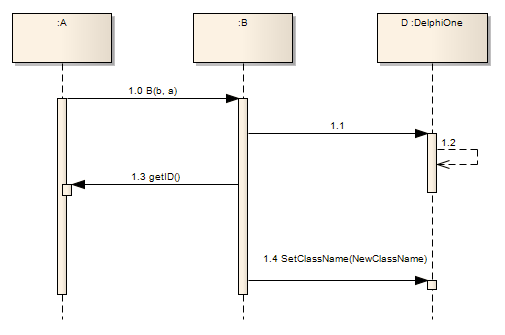 :A
:B
D :DelphiOne
1.0 B(b, a)
1.1
1.2
1.3 getID()
1.4 SetClassName(NewClassName)